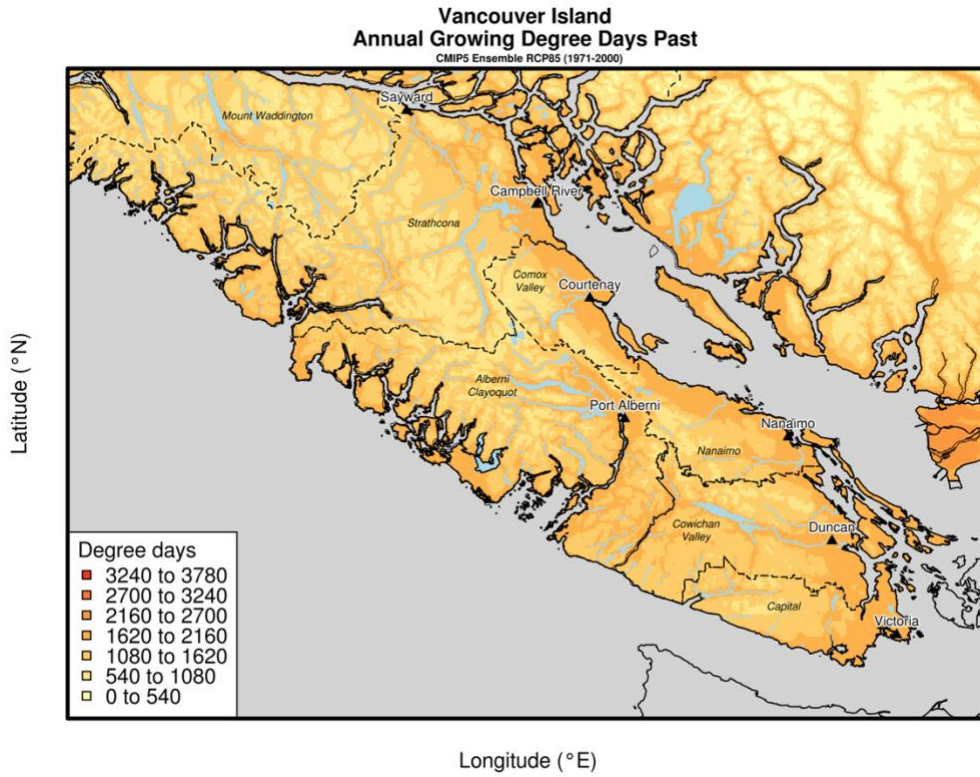 Vancouver Island
Annual Growing Degree Days Past
CMIP5 Ensemble RCP85 (1971-2000)
Sayward
Mount Waddington
Campbell River
Strathcona
Comox
Valley
Courtenay
Alberni
Clayoquot
Port Alberni
Nanaimo
Nanaimo
Cowichan
Valley
Duncan
Capital
Victoria
Latitude (°N)
Degree days
3240 to 3780
2700 to 3240
2160 to 2700
1620 to 2160
1080 to 1620
540 to 1080
0 to 540
Longitude (°E)